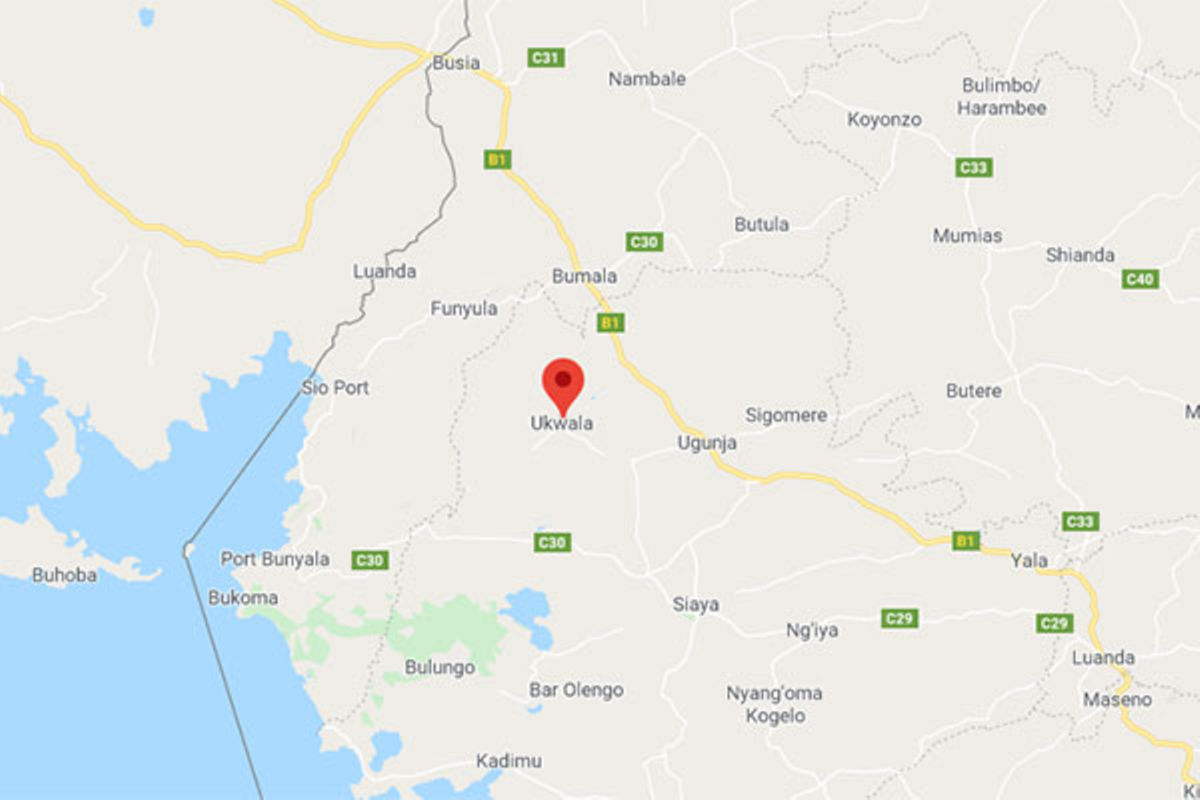 C31
Busia
Nambale
Bulimbo/
Harambee
Koyonzo
B1
C33
Butula
C30
Mumias
Shianda
Luanda
Bumala
C40
Funyula
B1
Sio Port
Butere
Ukwala
Sigomere
M
Ugunja
C33
C30
B1
Port Bunyala
C30
Yala
Buhoba
Bukoma
Siaya
C29
C29
Ng'iya
Luanda
Bulungo
Bar Olengo
Nyang'oma
Kogelo
Maseno
Kadimu
Ki